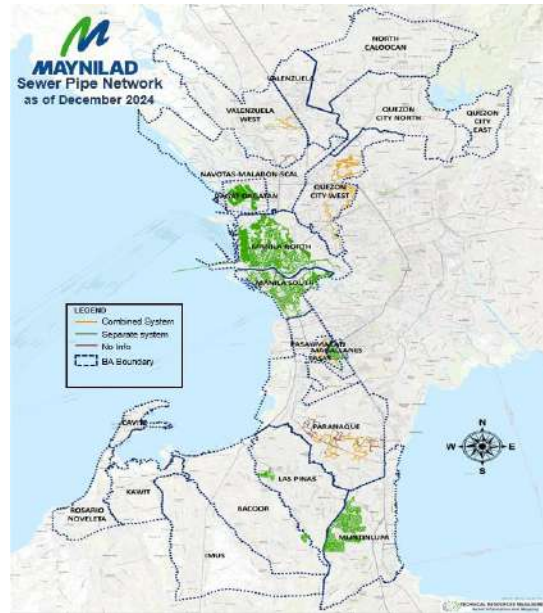 MAYNILAD
Sewer Pipe Network
as of December 2024
NORTH
CALOOCAN
VALENZUELA
VALENZUELA
WEST
QUEZON
CITY NORTH
QUEZON
CITY
EAST
NAVOTAS-MALABON-SCAL
QUEZON
CITY-WEST
MANILA NORTH
MANILA SOUTH
LEGEND
Combined System
Separate system
No Info
BA Boundary
PARANAQUE
CAVITE
N
W
E
S
LAS PINAS
KAWIT
ROSARIO
NOVELETA
BACOOR
MUNTINLUPA
IMUS